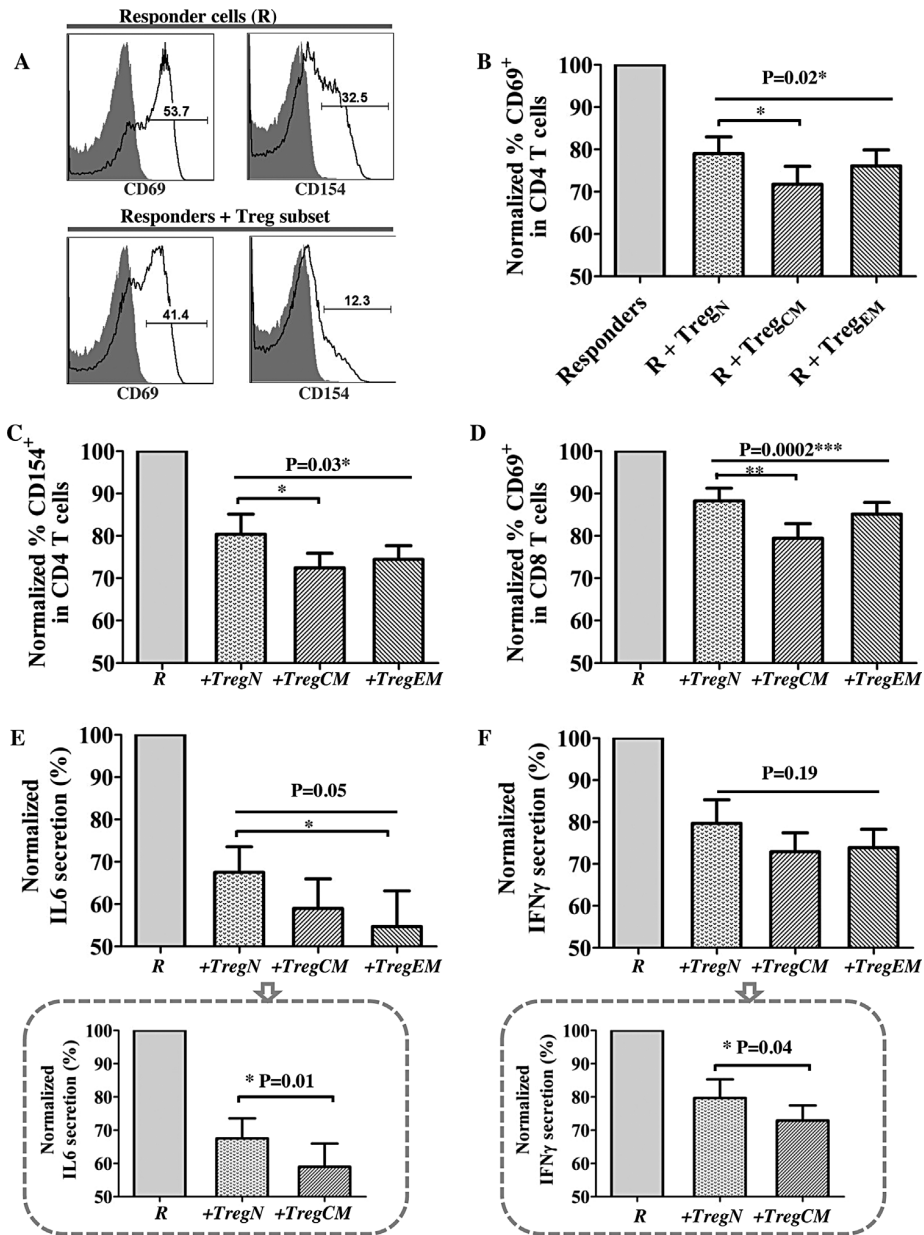 Responder cells (R)
A
53.7
32.5
CD69
CD154
Responders + Treg subset
41.4
12.3
CD69
CD154
B
Normalized % CD69+
in CD4 T cells
100
90
80
70
60
50
P=0.02*
*
Responders
R + TregN
R + TregCM
R + TregEM
C
Normalized % CD154+
in CD4 T cells
100
90
80
70
60
50
P=0.03*
*
R
+TregN
+TregCM
+TregEM
D
Normalized % CD69+
in CD8 T cells
100
90
80
70
60
50
P=0.0002***
**
R
+TregN
+TregCM
+TregEM
E
Normalized
IL6 secretion (%)
100
90
80
70
60
50
P=0.05
*
R
+TregN
+TregCM
+TregEM
F
Normalized
IFNγ secretion (%)
100
90
80
70
60
50
P=0.19
R
+TregN
+TregCM
+TregEM
Normalized
IL6 secretion (%)
100
90
80
70
60
50
* P=0.01
R
+TregN
+TregCM
Normalized
IFNγ secretion (%)
100
90
80
70
60
50
* P=0.04
R
+TregN
+TregCM